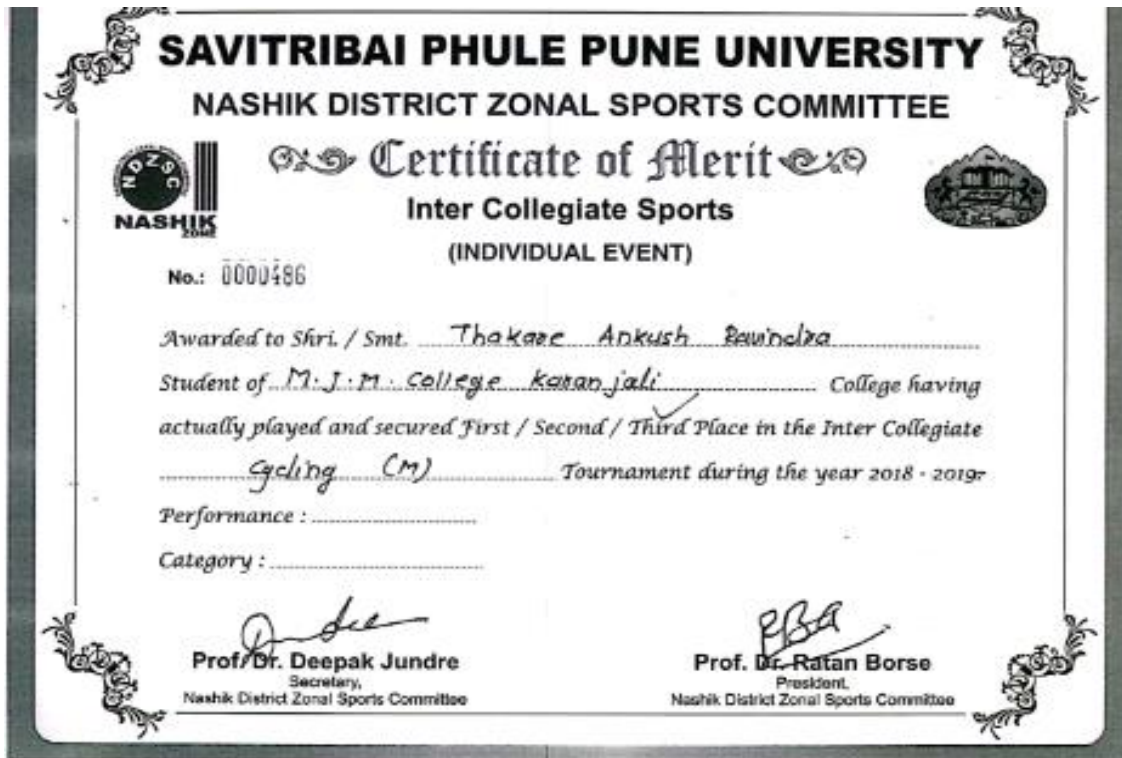 SAVITRIBAI PHULE PUNE UNIVERSITY
NASHIK DISTRICT ZONAL SPORTS COMMITTEE
Certificate of Merit
NDZSC
NASHIK
ZONE
Inter Collegiate Sports
(INDIVIDUAL EVENT)
No.: 0000486
Awarded to Shri. / Smt. Thakare Ankush Ravindra
Student of M.J.M. College Karanjali College having
actually played and secured First / Second / Third Place in the Inter Collegiate
Cycling (M) Tournament during the year 2018 - 2019.
Performance :
Category :
Prof. Dr. Deepak Jundre
Secretary,
Nashik District Zonal Sports Committee
Prof. Dr. Ratan Borse
President,
Nashik District Zonal Sports Committee